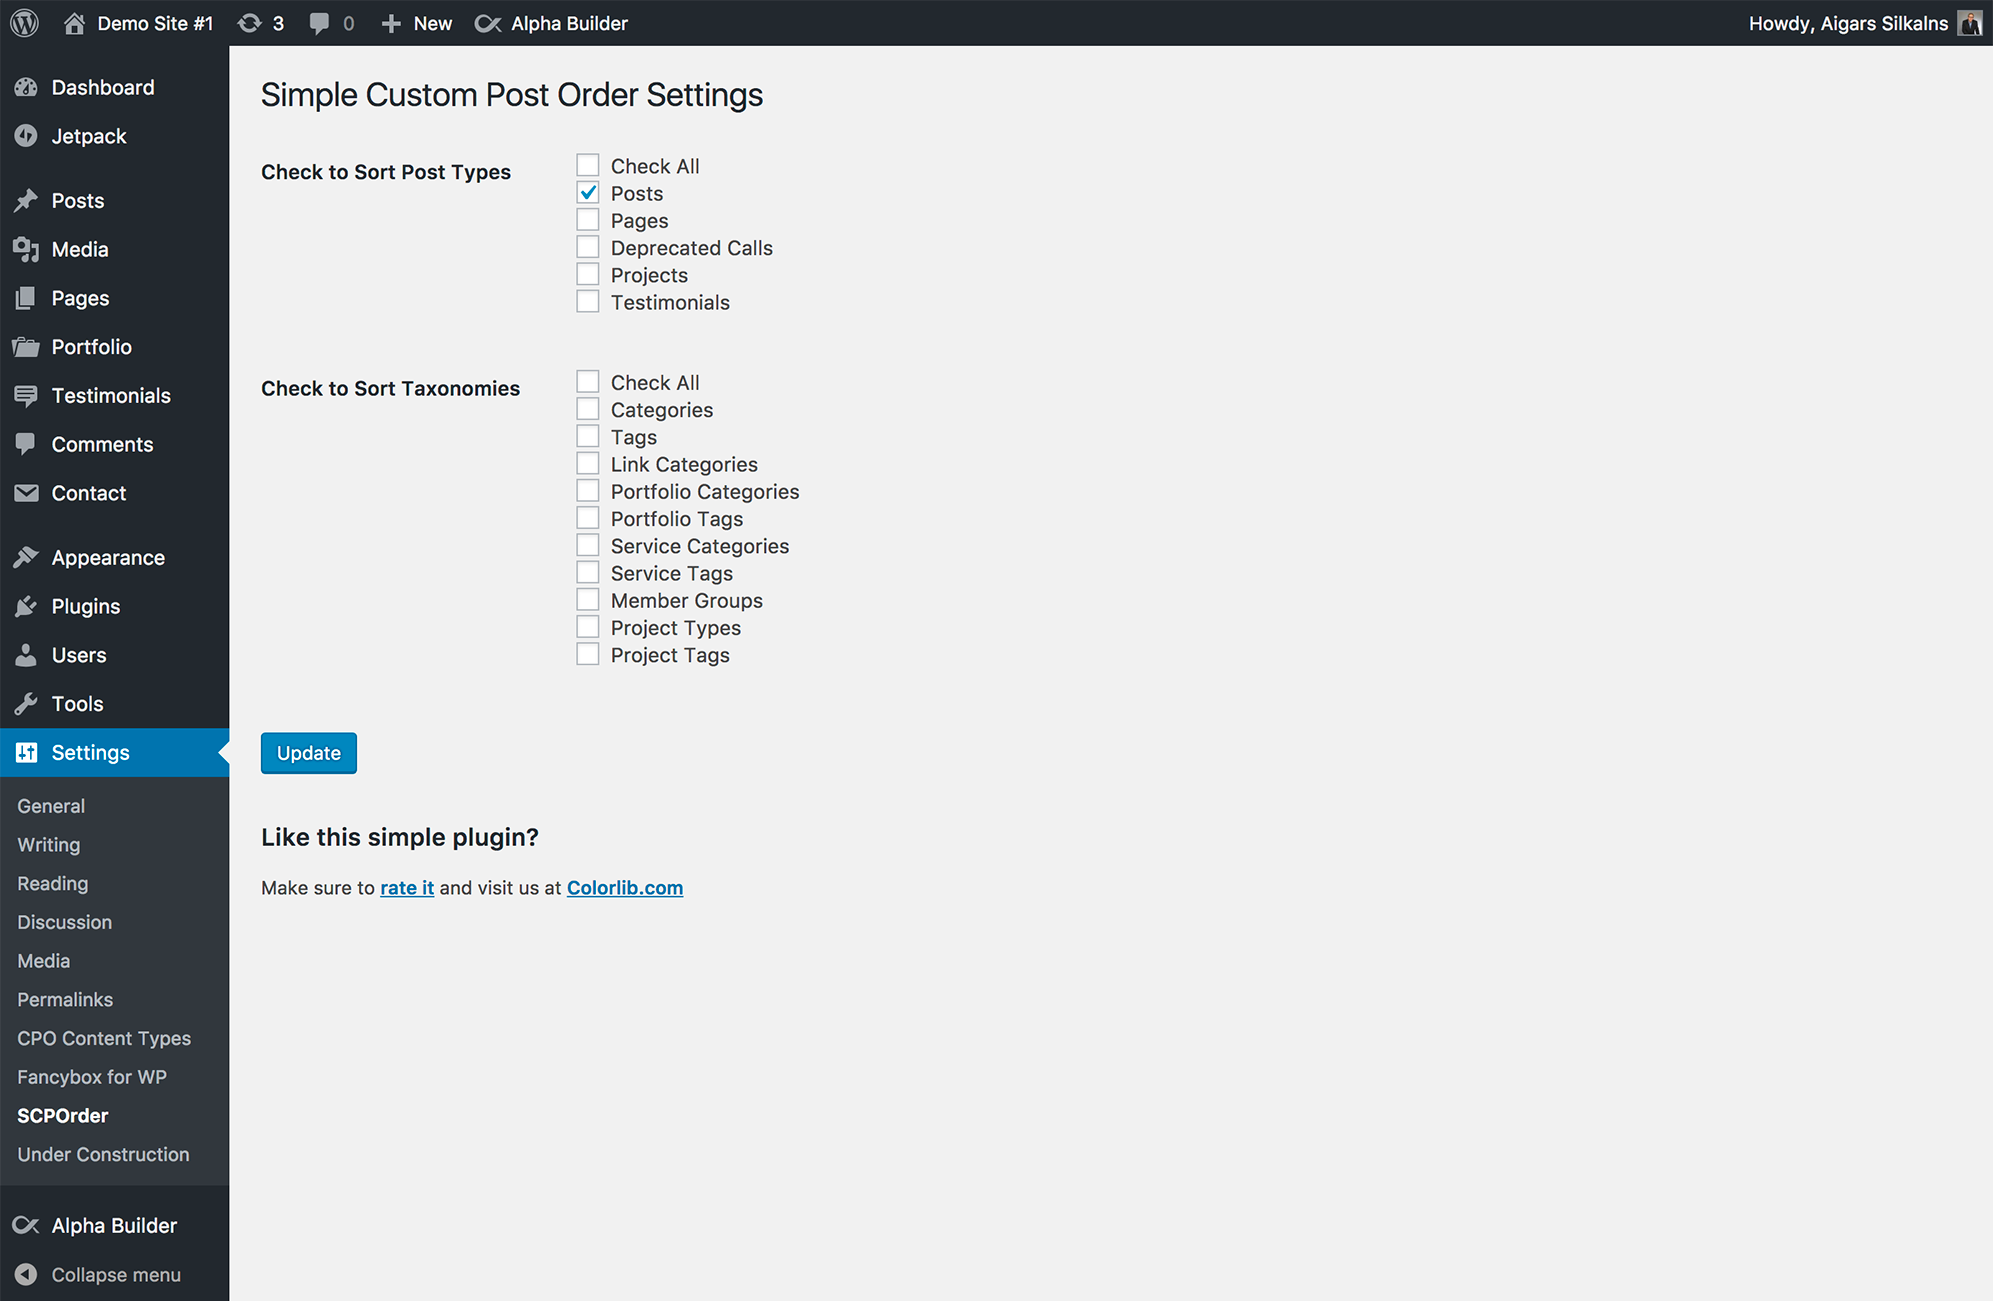 Demo Site #1
3
0
New
Alpha Builder
Howdy, Aigars Silkalns
Dashboard
Jetpack
Posts
Media
Pages
Portfolio
Testimonials
Comments
Contact
Appearance
Plugins
Users
Tools
Settings
General
Writing
Reading
Discussion
Media
Permalinks
CPO Content Types
Fancybox for WP
SCPOrder
Under Construction
Alpha Builder
Collapse menu
Simple Custom Post Order Settings
Check to Sort Post Types
Check All
Posts
Pages
Deprecated Calls
Projects
Testimonials
Check to Sort Taxonomies
Check All
Categories
Tags
Link Categories
Portfolio Categories
Portfolio Tags
Service Categories
Service Tags
Member Groups
Project Types
Project Tags
Update
Like this simple plugin?
Make sure to rate it and visit us at Colorlib.com